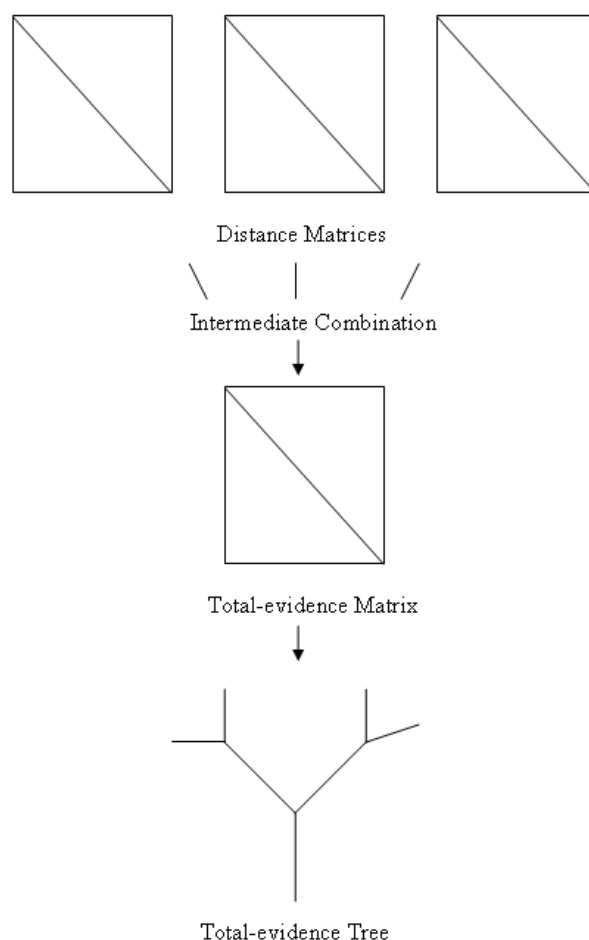 Distance Matrices
Intermediate Combination
Total-evidence Matrix
Total-evidence Tree